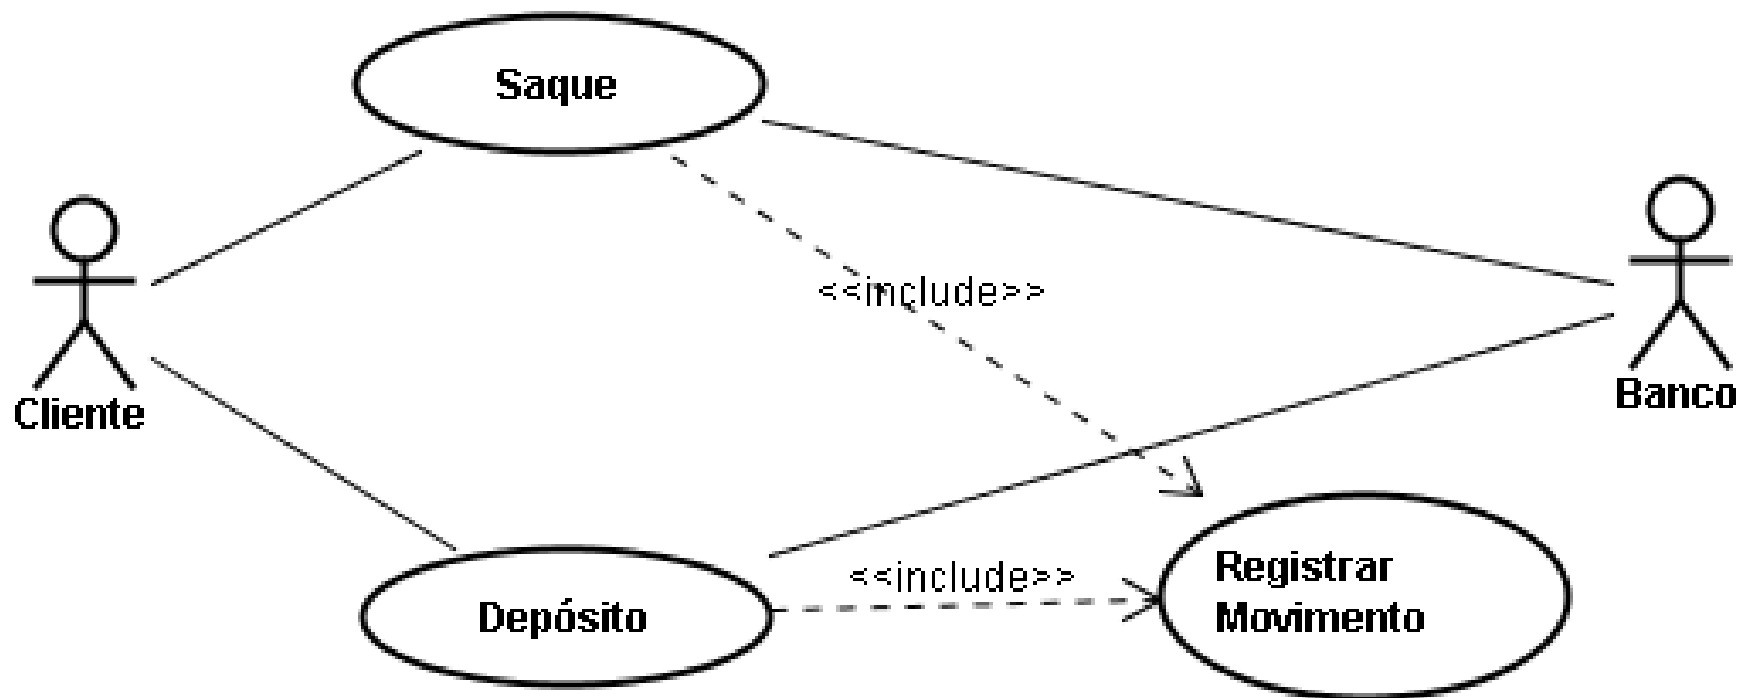 Saque
<<include>>
Cliente
Banco
<<include>>
Depósito
Registrar
Movimento